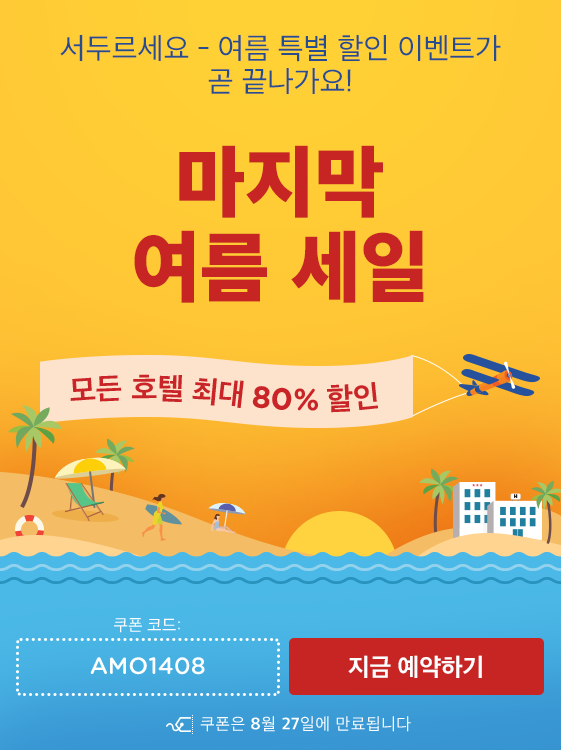 서두르세요 - 여름 특별 할인 이벤트가
곧 끝나가요!
마지막
여름 세일
모든 호텔 최대 80% 할인
H
쿠폰 코드:
AMO1408
지금 예약하기
쿠폰은 8월 27일에 만료됩니다